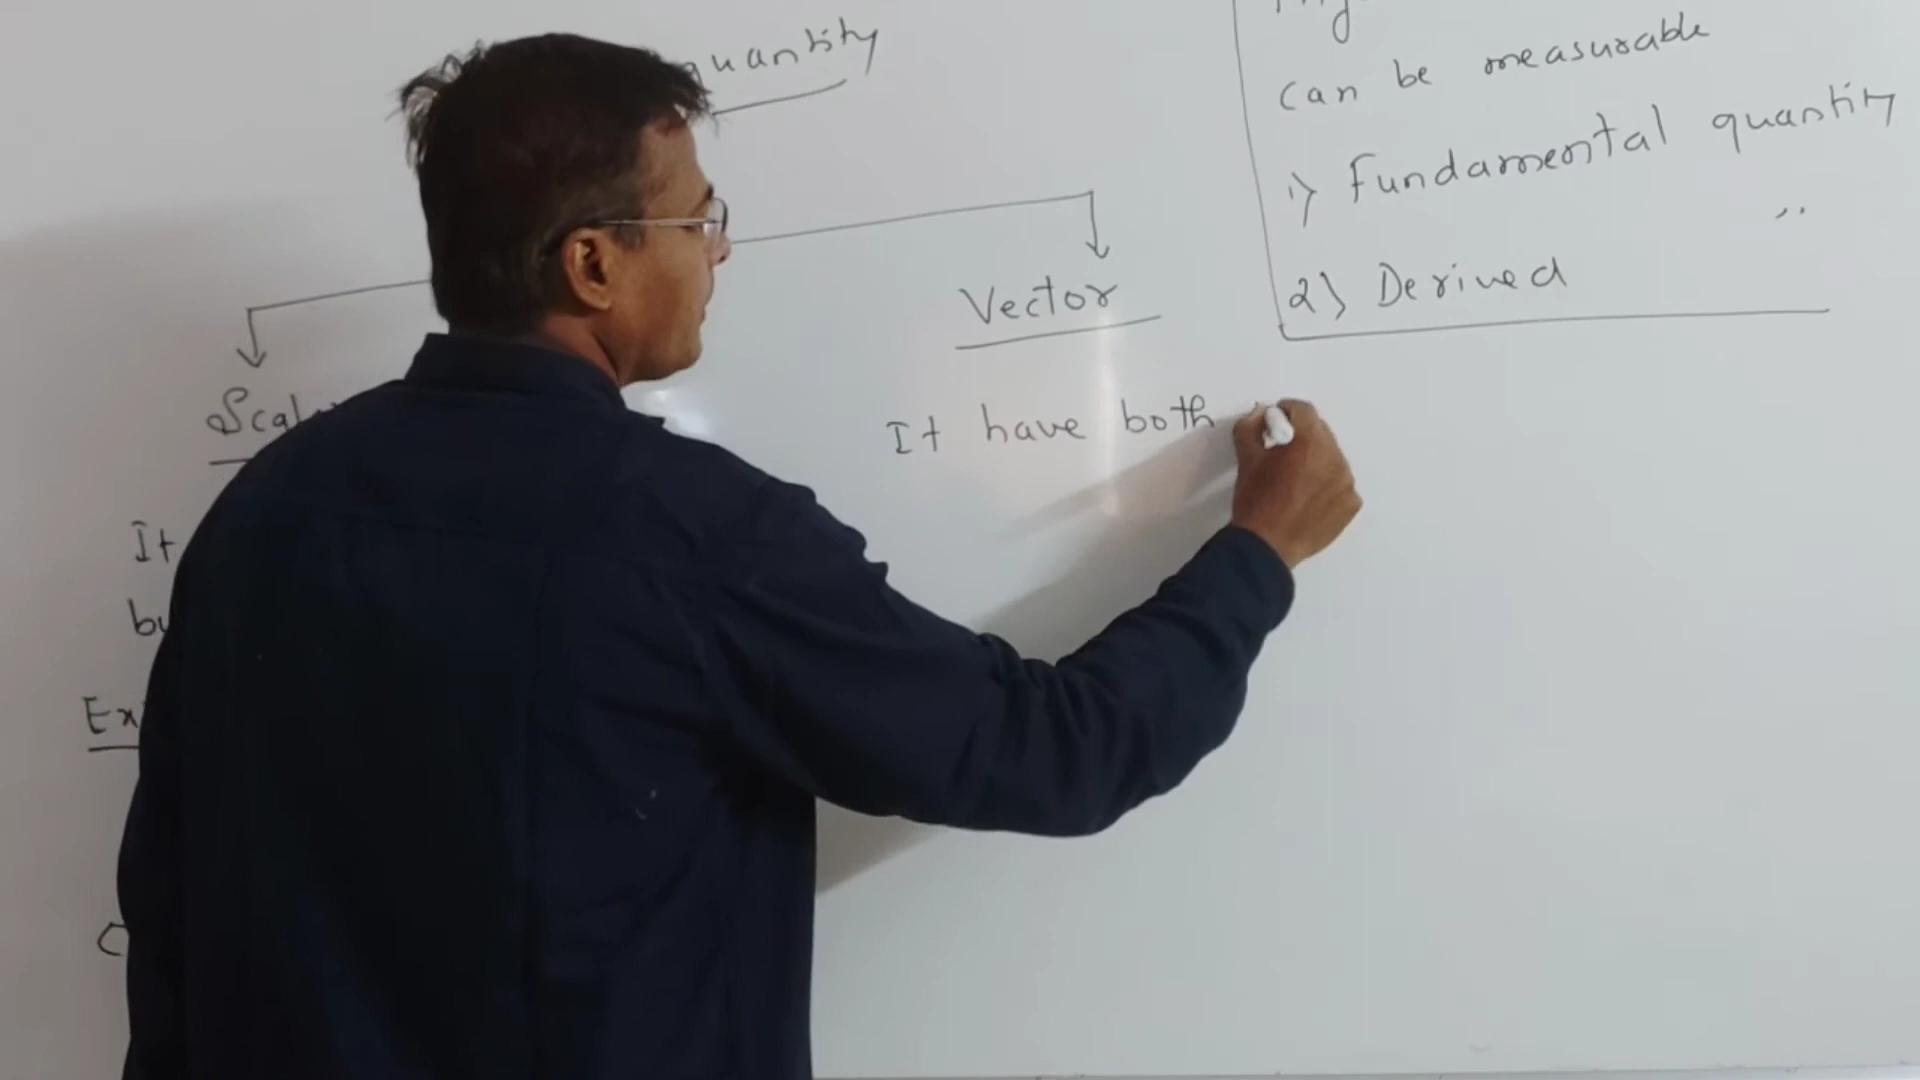 quantity
Scal
It
bu
Ex
Vector
It have both
can be measurable
1) Fundamental quantity
2) Derived "